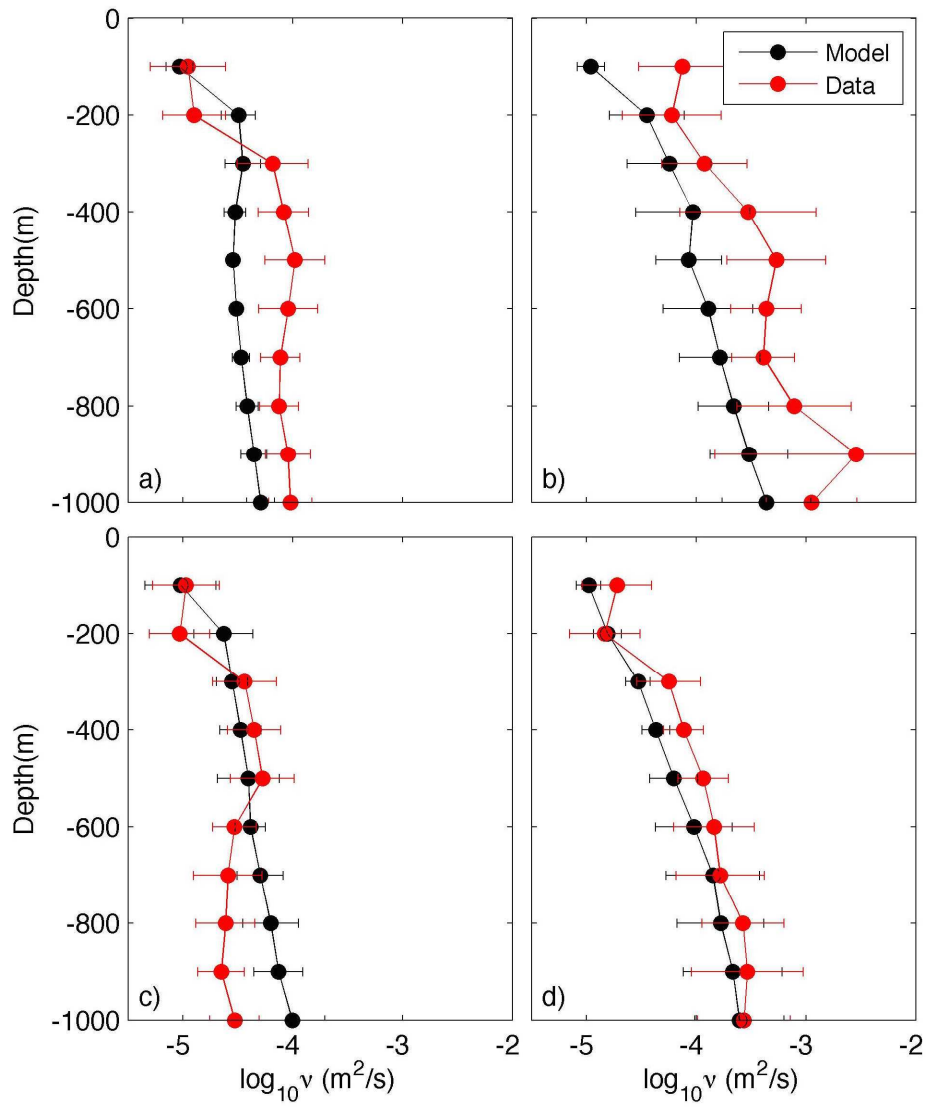 0
-200
-400
-600
-800
-1000
Depth(m)
a)
b)
Model
Data
0
-200
-400
-600
-800
-1000
Depth(m)
c)
d)
-5 -4 -3 -2
-5 -4 -3 -2
log₁₀ν (m²/s)
log₁₀ν (m²/s)